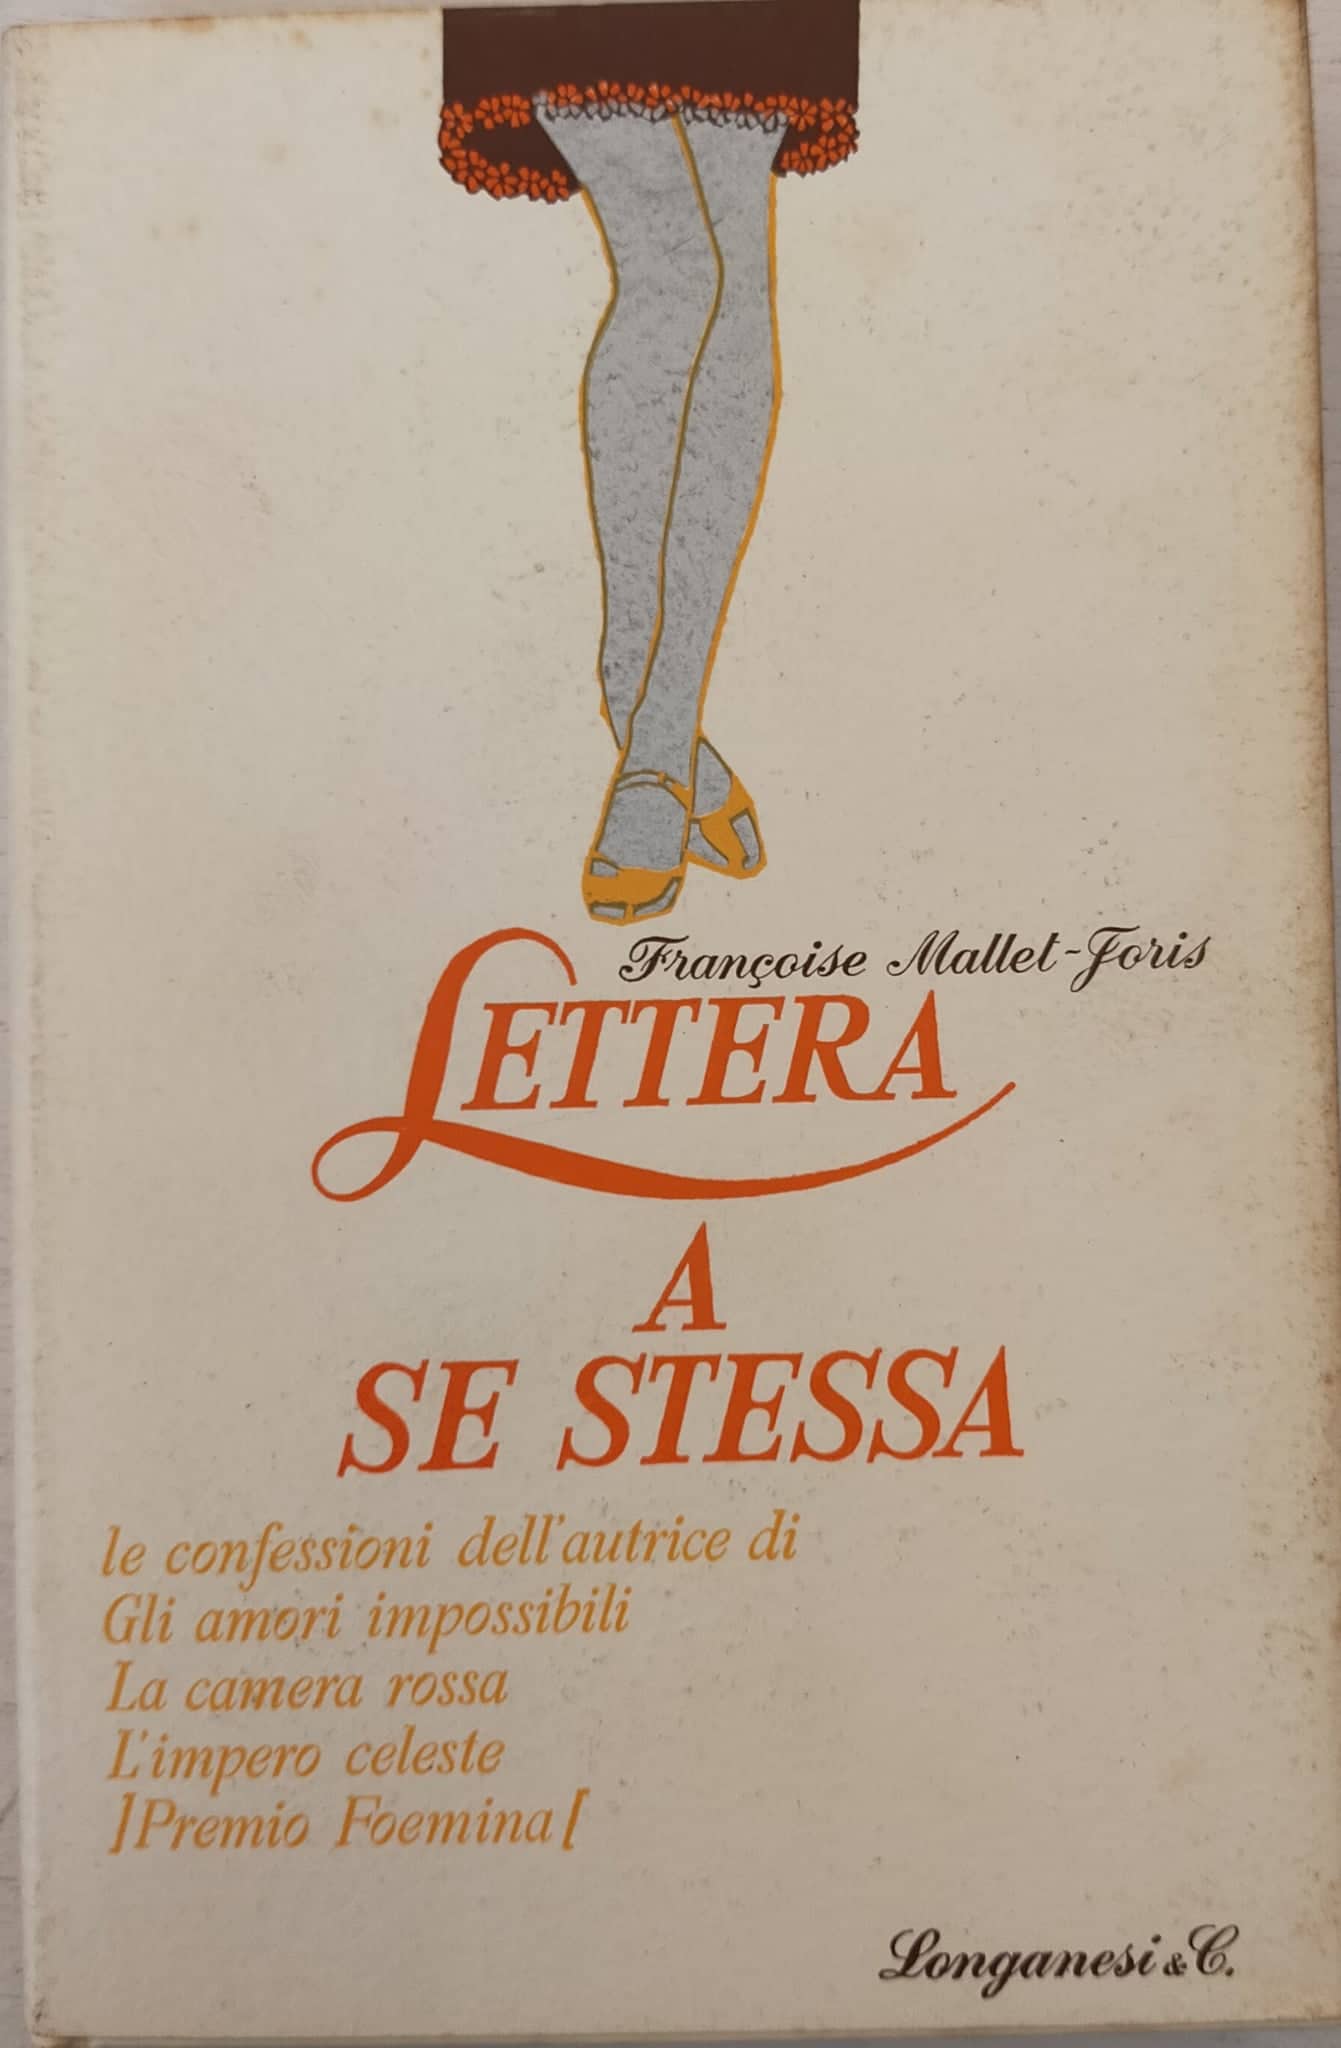 Françoise Mallet-Joris
LETTERA
A
SE STESSA
le confessioni dell'autrice di
Gli amori impossibili
La camera rossa
L'impero celeste
]Premio Foemina[
Longanesi & C.